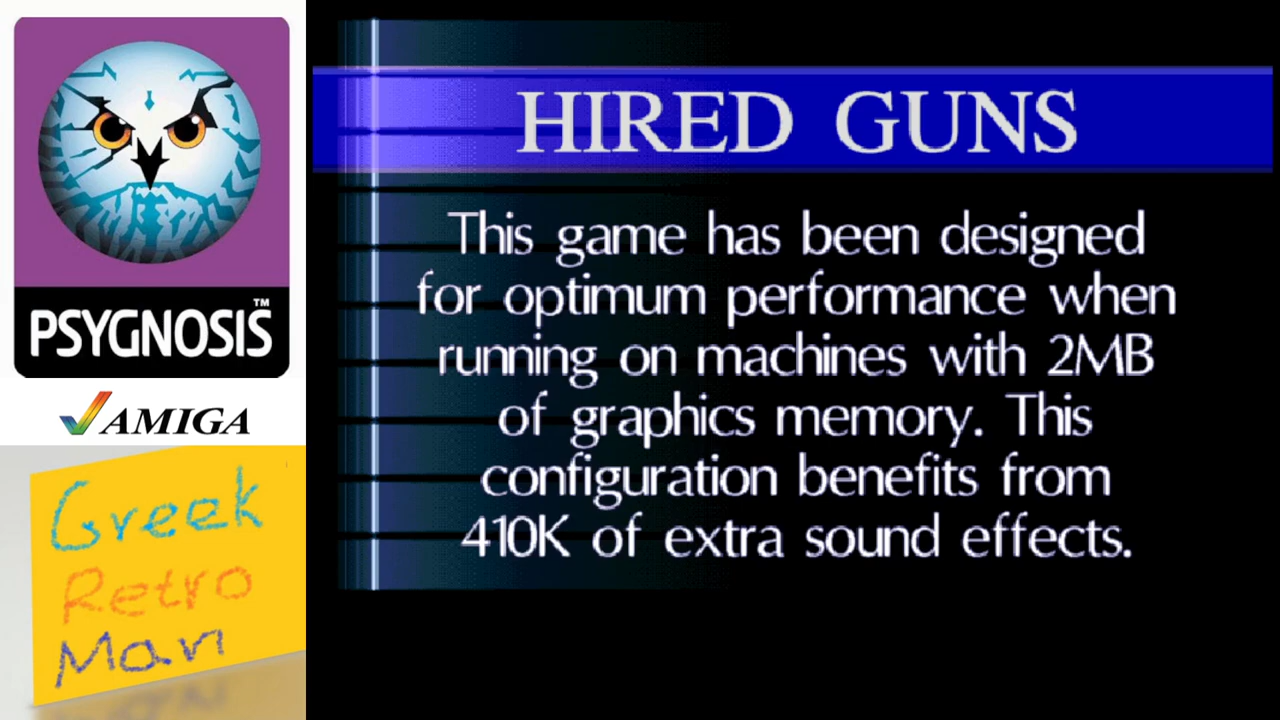 PSYGNOSIS™
AMIGA
Greek
Retro
Man
HIRED GUNS
This game has been designed
for optimum performance when
running on machines with 2MB
of graphics memory. This
configuration benefits from
410K of extra sound effects.